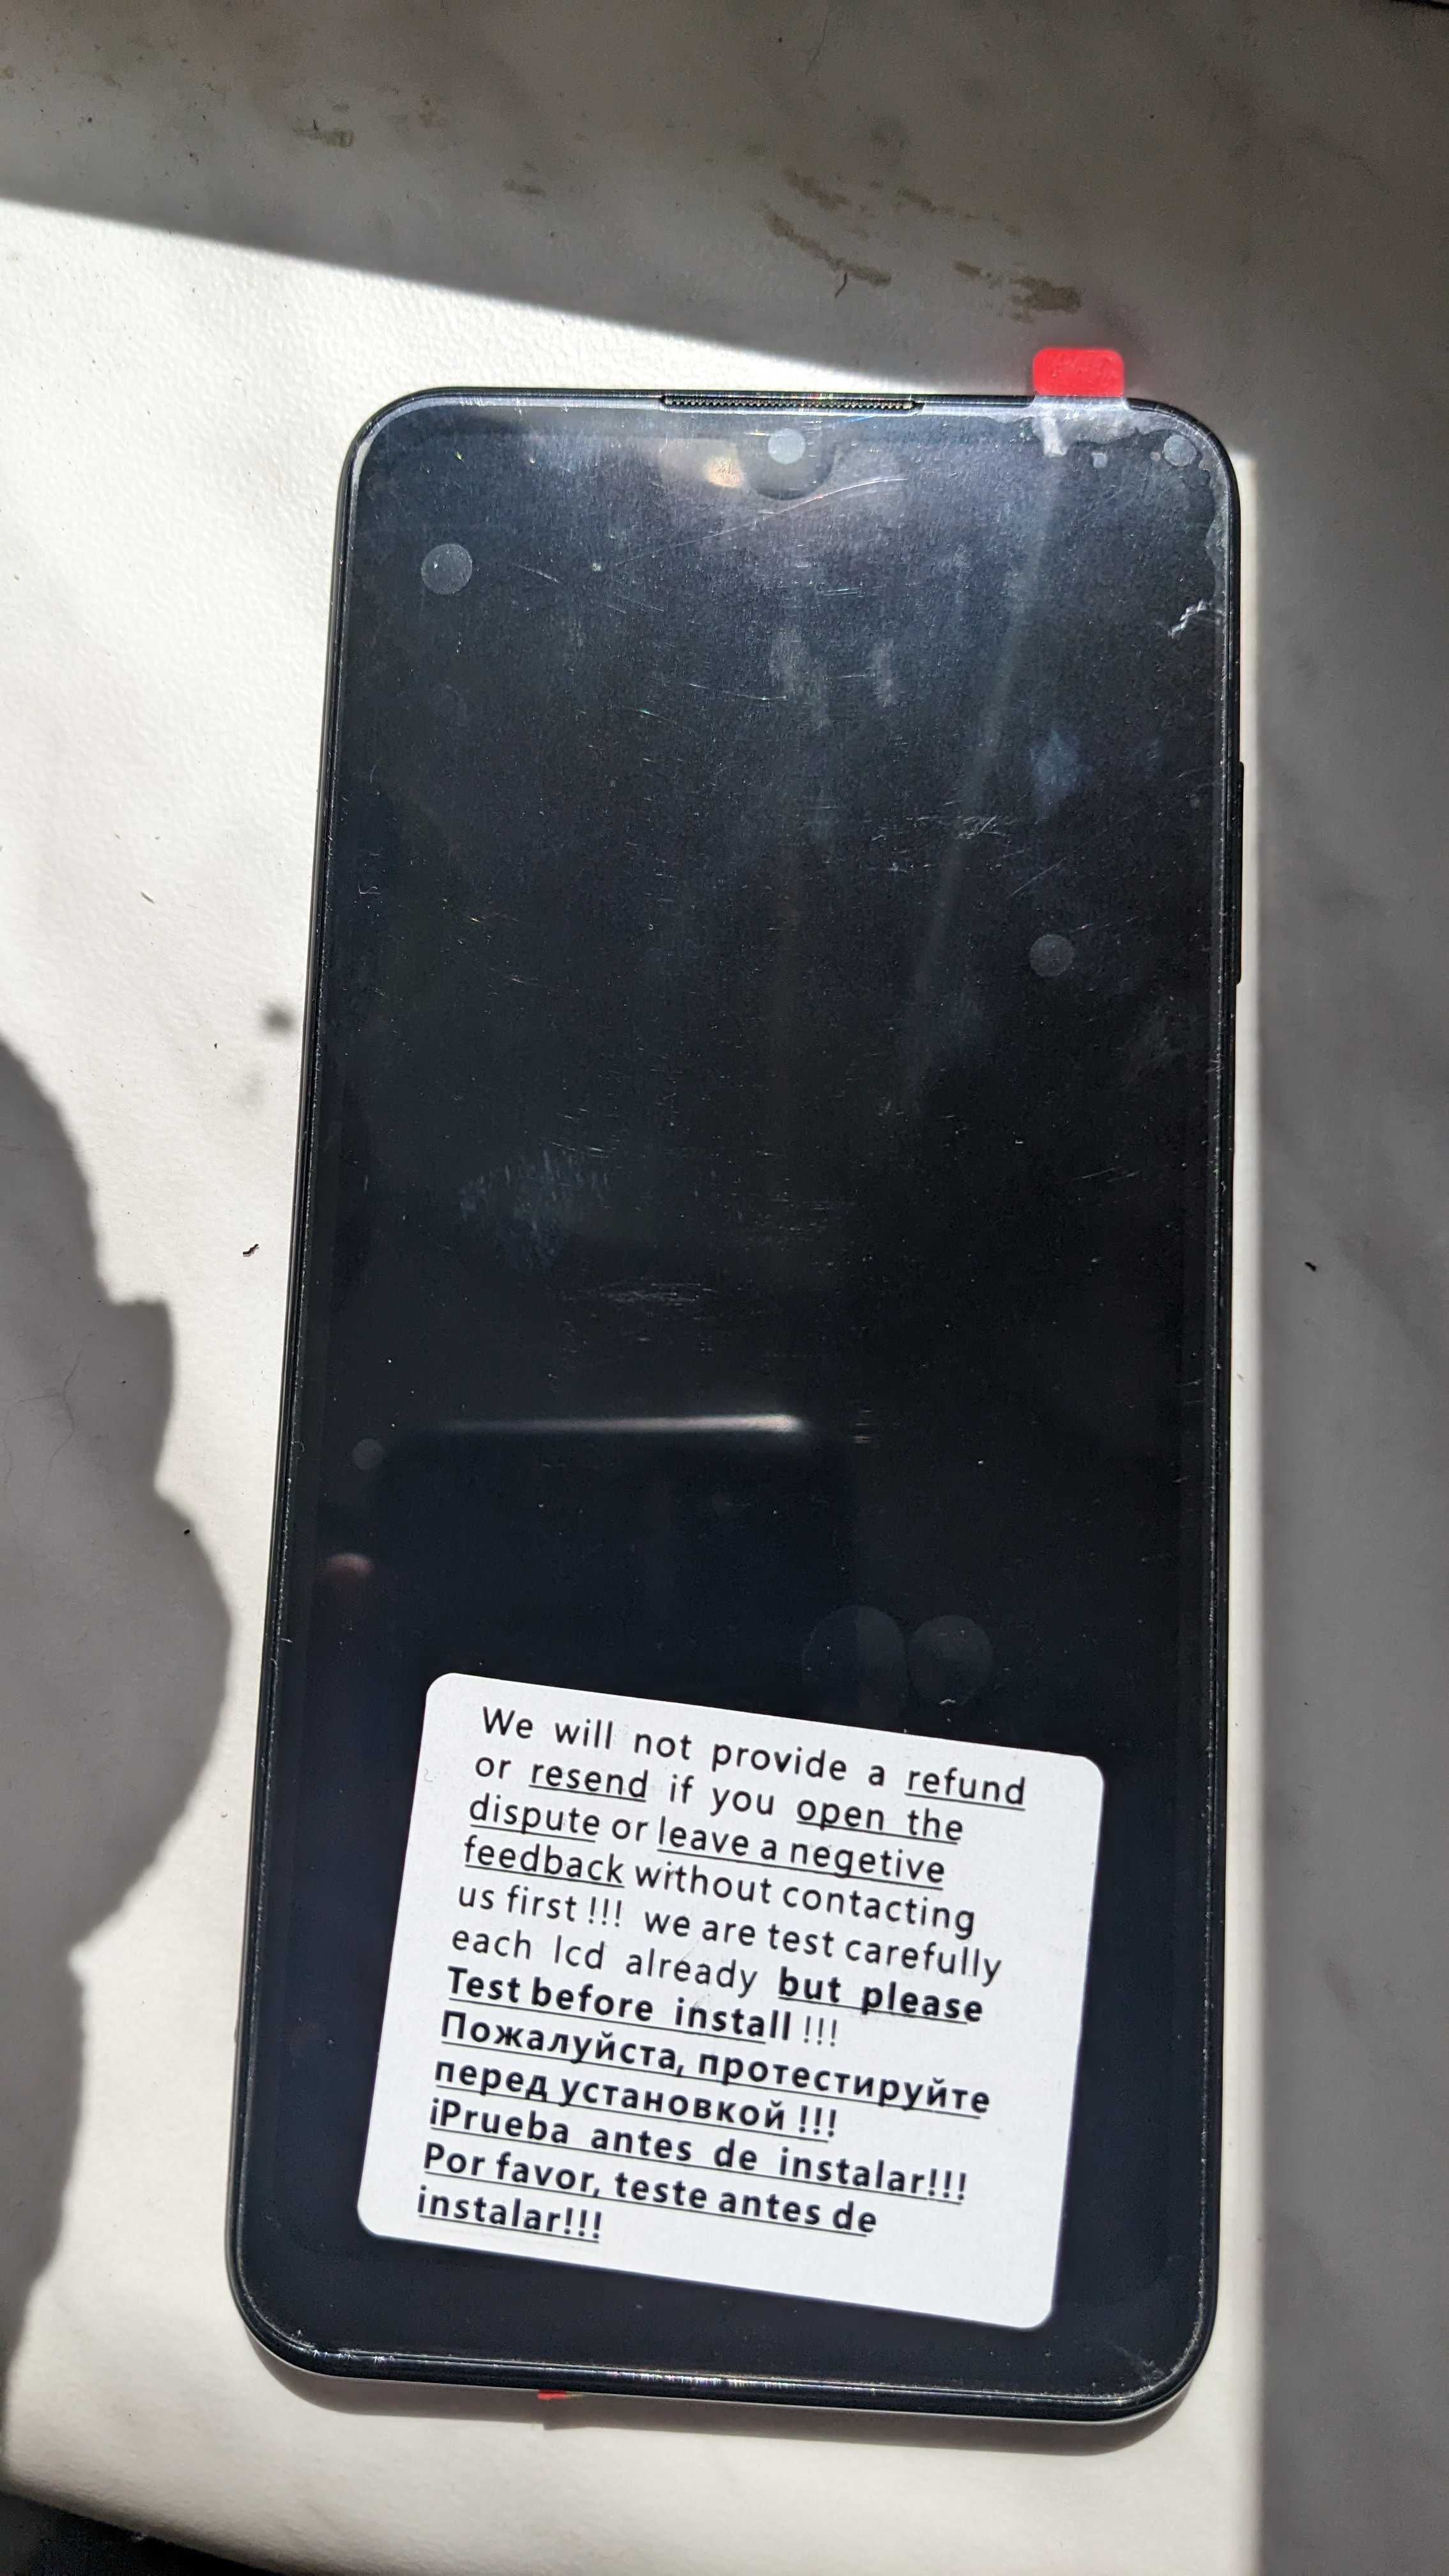 We will not provide a refund
or resend if you open the
dispute or leave a negetive
feedback without contacting
us first !!! we are test carefully
each lcd already but please
Test before install !!!
Пожалуйста, протестируйте
перед установкой !!!
iPrueba antes de instalar!!!
Por favor, teste antes de
instalar!!!